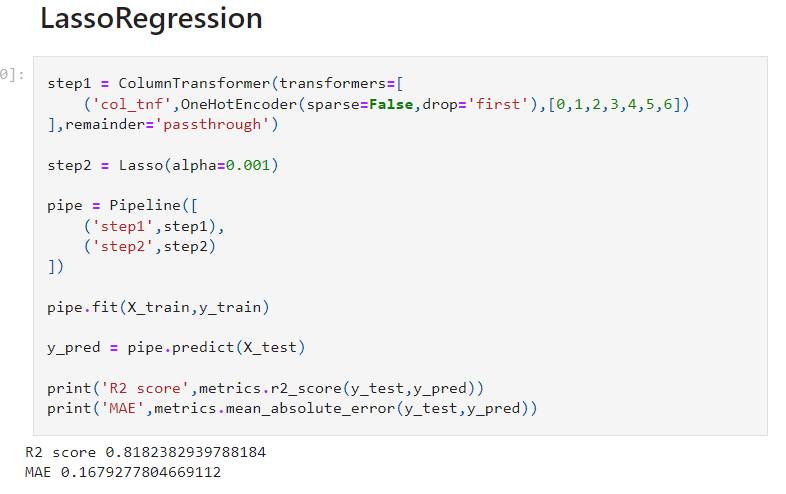 LassoRegression
0]:
step1 = ColumnTransformer(transformers=[
    ('col_tnf',OneHotEncoder(sparse=False,drop='first'),[0,1,2,3,4,5,6])
],remainder='passthrough')
step2 = Lasso(alpha=0.001)
pipe = Pipeline([
    ('step1',step1),
    ('step2',step2)
])
pipe.fit(X_train,y_train)
y_pred = pipe.predict(X_test)
print('R2 score',metrics.r2_score(y_test,y_pred))
print('MAE',metrics.mean_absolute_error(y_test,y_pred))
R2 score 0.8182382939788184
MAE 0.1679277804669112